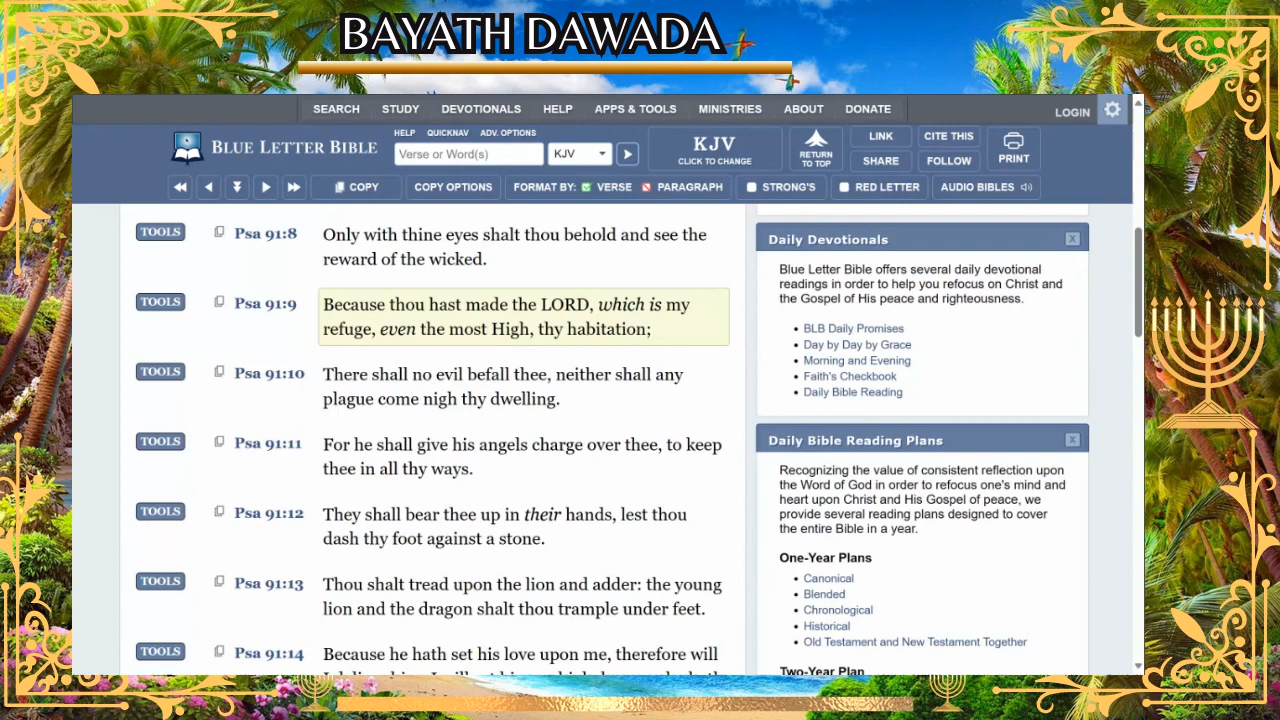 BAYATH DAWADA
SEARCH STUDY DEVOTIONALS HELP APPS & TOOLS MINISTRIES ABOUT DONATE
LOGIN
BLUE LETTER BIBLE
HELP QUICKNAV ADV. OPTIONS
Verse or Word(s)
KJV
KJV
CLICK TO CHANGE
RETURN
TO TOP
LINK
CITE THIS
SHARE
FOLLOW
PRINT
COPY
COPY OPTIONS
FORMAT BY: VERSE PARAGRAPH
STRONG'S
RED LETTER
AUDIO BIBLES
TOOLS Psa 91:8 Only with thine eyes shalt thou behold and see the
reward of the wicked.
TOOLS Psa 91:9 Because thou hast made the LORD, which is my
refuge, even the most High, thy habitation;
TOOLS Psa 91:10 There shall no evil befall thee, neither shall any
plague come nigh thy dwelling.
TOOLS Psa 91:11 For he shall give his angels charge over thee, to keep
thee in all thy ways.
TOOLS Psa 91:12 They shall bear thee up in their hands, lest thou
dash thy foot against a stone.
TOOLS Psa 91:13 Thou shalt tread upon the lion and adder: the young
lion and the dragon shalt thou trample under feet.
TOOLS Psa 91:14 Because he hath set his love upon me, therefore will
Daily Devotionals
Blue Letter Bible offers several daily devotional
readings in order to help you refocus on Christ and
the Gospel of His peace and righteousness.
BLB Daily Promises
Day by Day by Grace
Morning and Evening
Faith's Checkbook
Daily Bible Reading
Daily Bible Reading Plans
Recognizing the value of consistent reflection upon
the Word of God in order to refocus one's mind and
heart upon Christ and His Gospel of peace, we
provide several reading plans designed to cover
the entire Bible in a year.
One-Year Plans
Canonical
Blended
Chronological
Historical
Old Testament and New Testament Together
Two-Year Plan